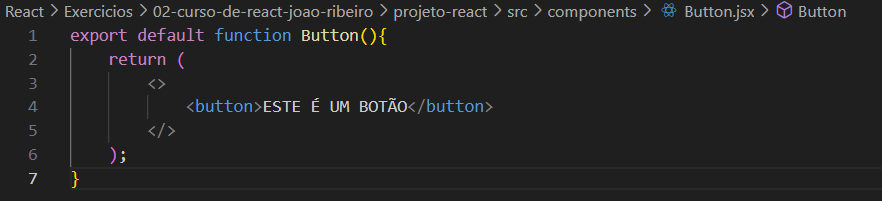 React > Exercicios > 02-curso-de-react-joao-ribeiro > projeto-react > src > components > Button.jsx > Button
1 export default function Button(){
2     return (
3         <>
4             <button>ESTE É UM BOTÃO</button>
5         </>
6     );
7 }